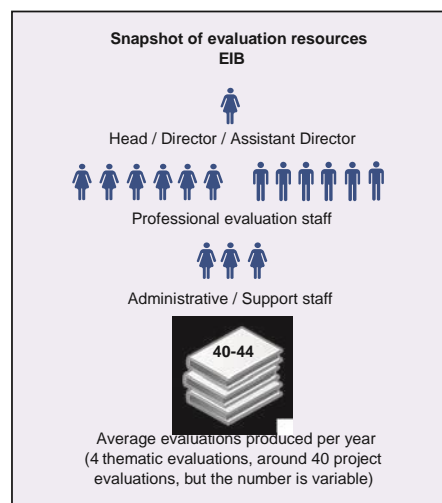 Snapshot of evaluation resources
EIB
Head / Director / Assistant Director
Professional evaluation staff
Administrative / Support staff
40-44
Average evaluations produced per year
(4 thematic evaluations, around 40 project
evaluations, but the number is variable)